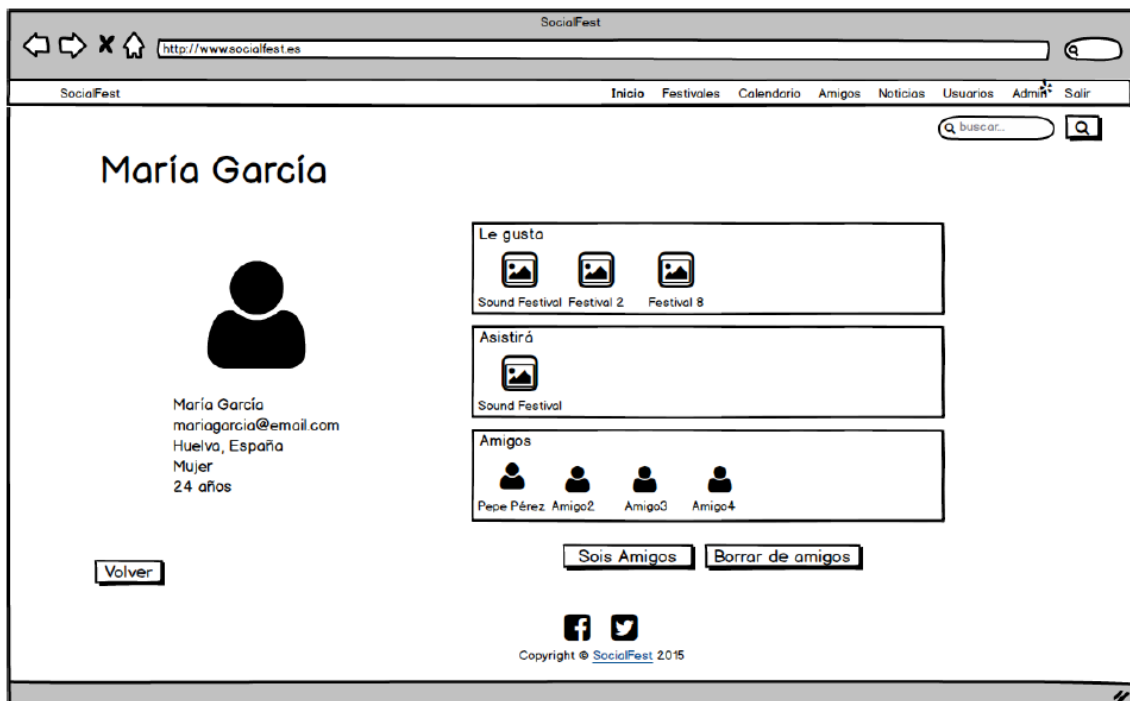 SocialFest
http://www.socialfest.es
SocialFest Inicio Festivales Calendario Amigos Noticias Usuarios Admin Salir
buscar...
María García
Le gusta
Sound Festival Festival 2 Festival 8
Asistirá
Sound Festival
María García
mariagarcia@email.com
Huelva, España
Mujer
24 años
Amigos
Pepe Pérez Amigo2 Amigo3 Amigo4
Sois Amigos Borrar de amigos
Volver
Copyright © SocialFest 2015